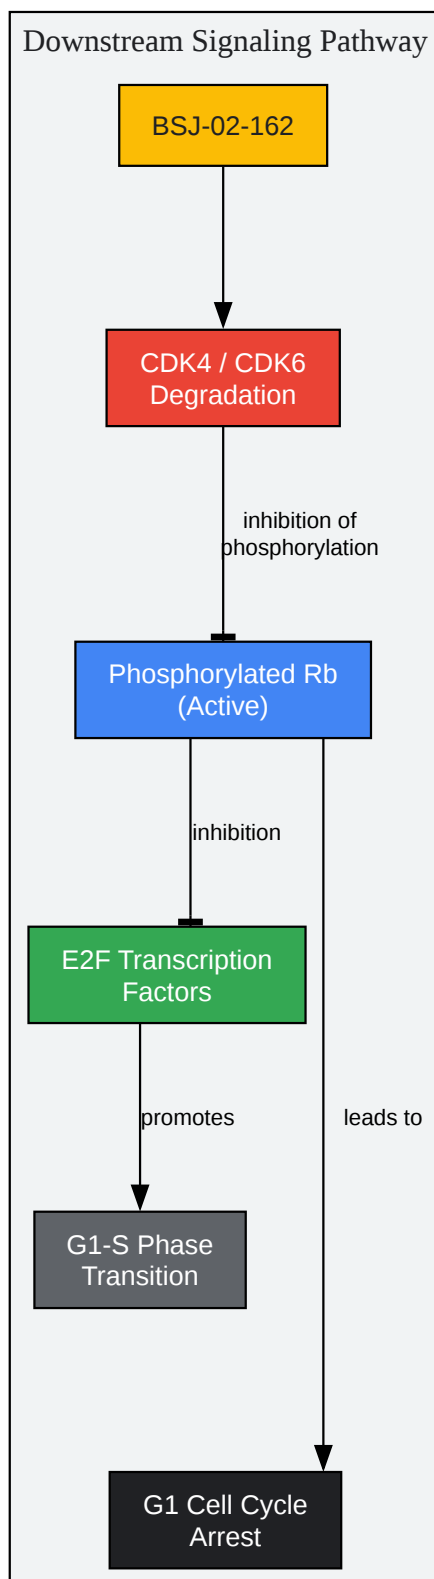 Downstream Signaling Pathway
BSJ-02-162
CDK4 / CDK6
Degradation
inhibition of
phosphorylation
Phosphorylated Rb
(Active)
inhibition
E2F Transcription
Factors
promotes
leads to
G1-S Phase
Transition
G1 Cell Cycle
Arrest